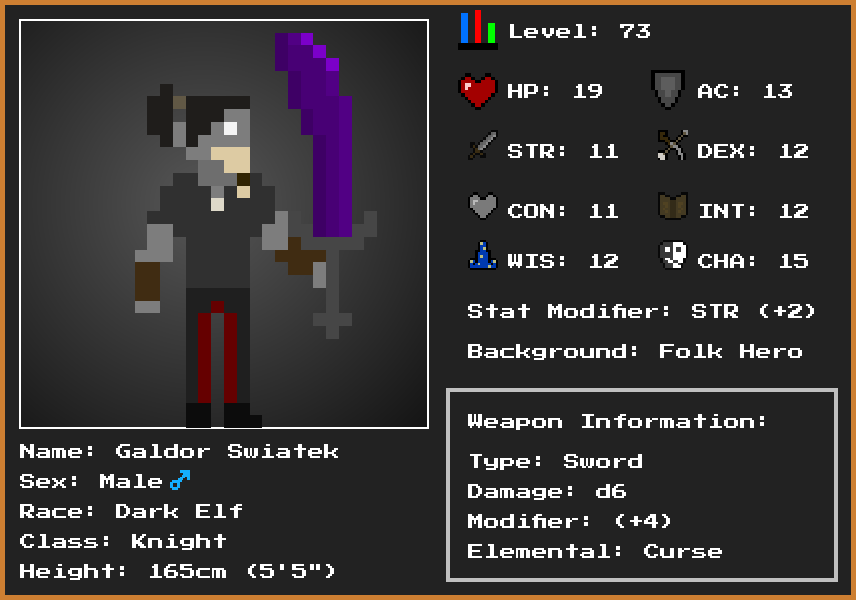 Level: 73
HP: 19
AC: 13
STR: 11
DEX: 12
CON: 11
INT: 12
WIS: 12
CHA: 15
Stat Modifier: STR (+2)
Background: Folk Hero
Weapon Information:
Type: Sword
Damage: d6
Modifier: (+4)
Elemental: Curse
Name: Galdor Swiatek
Sex: Male ♂
Race: Dark Elf
Class: Knight
Height: 165cm (5'5")